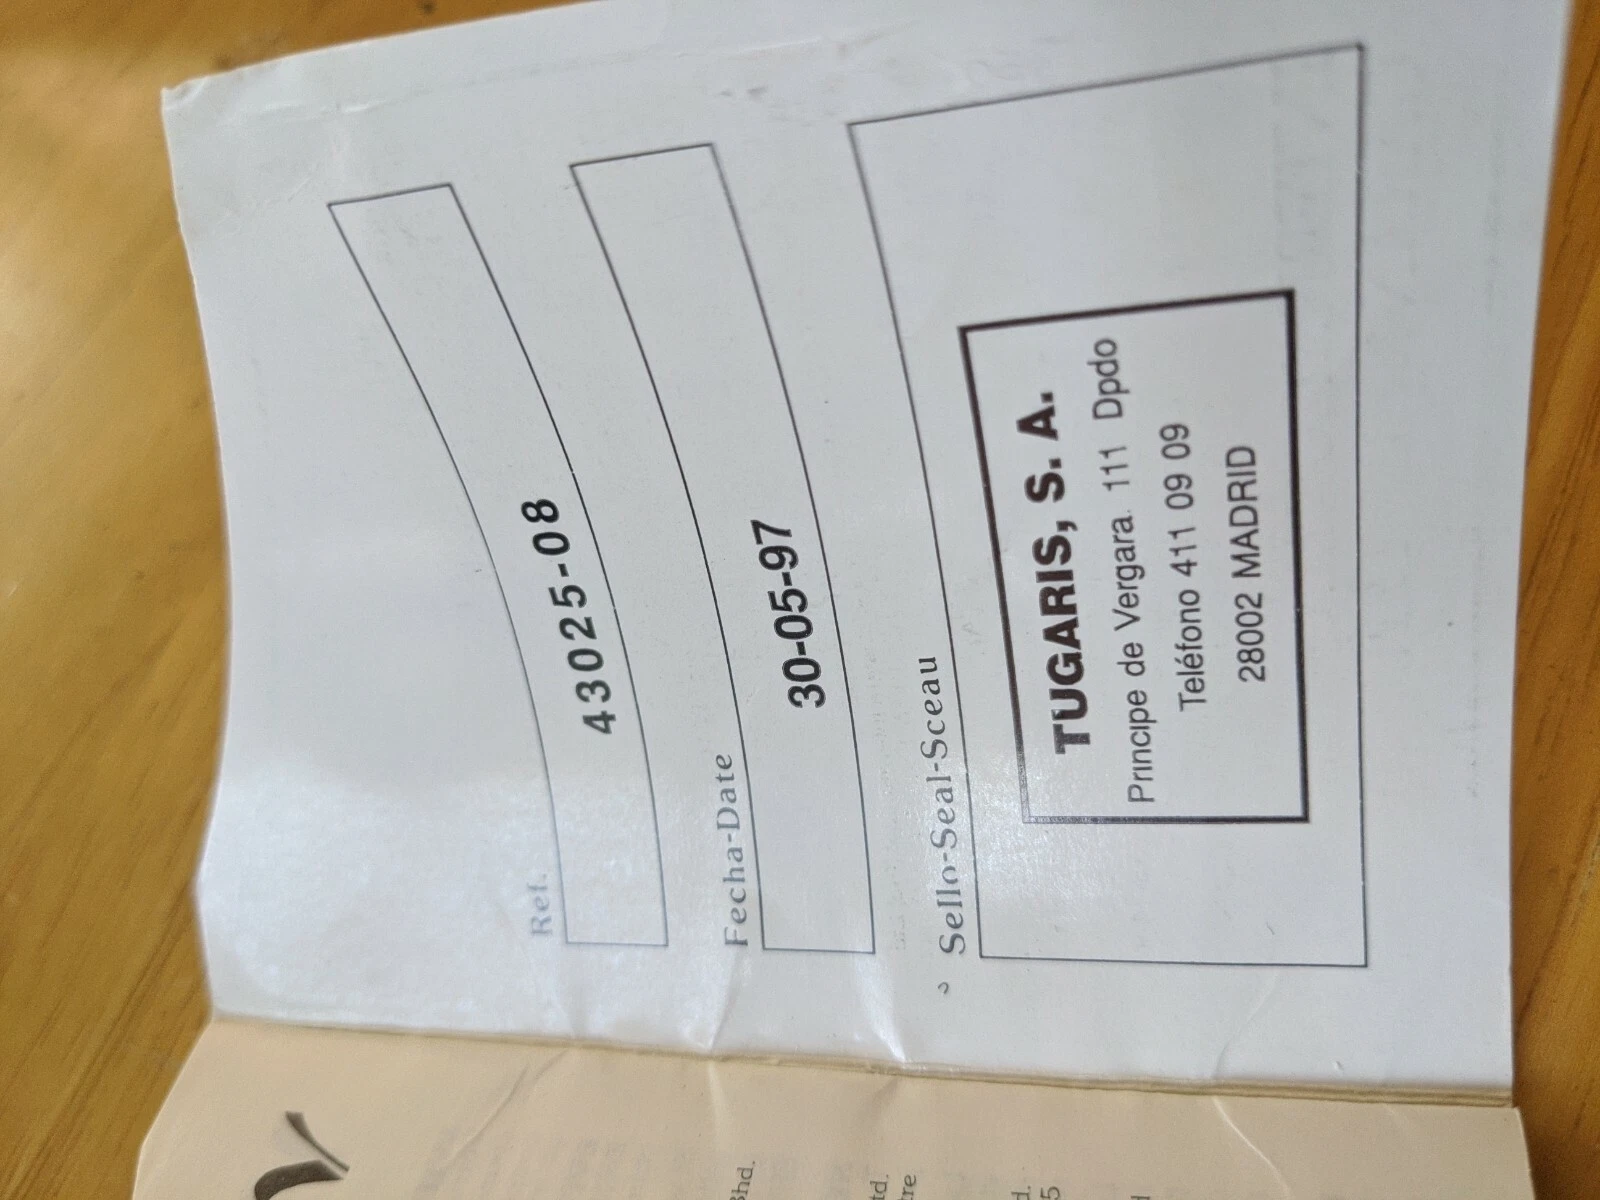 Ref.
43025-08
Fecha-Date
30-05-97
Sello-Seal-Sceau
TUGARIS, S. A.
Principe de Vergara. 111 Dpdo
Teléfono 411 09 09
28002 MADRID